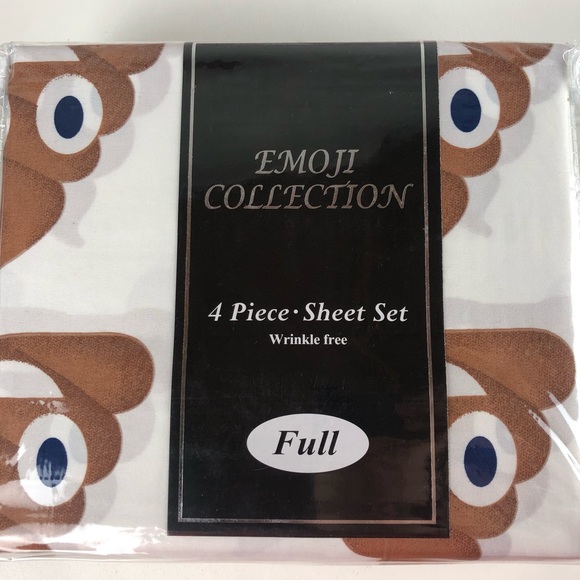 EMOJI
COLLECTION
4 Piece · Sheet Set
Wrinkle free
Full